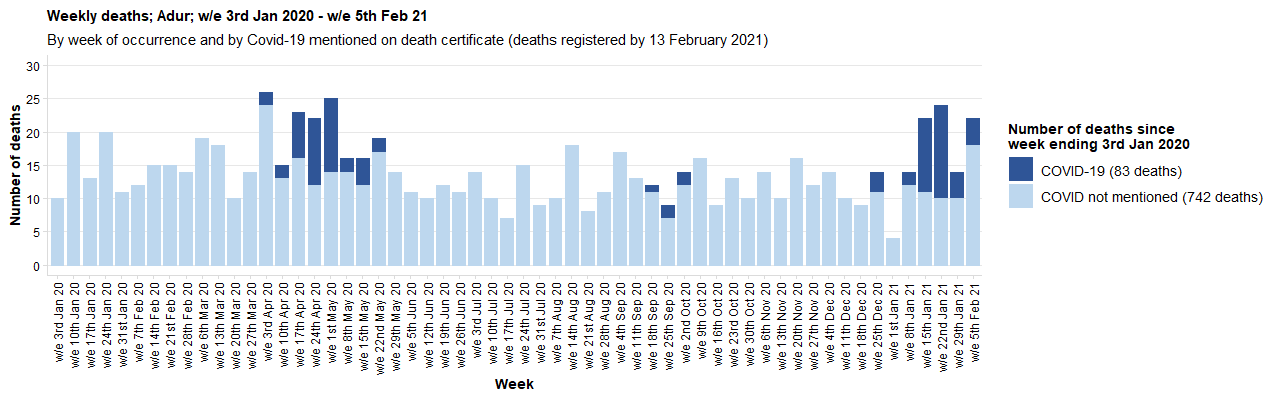 Weekly deaths; Adur; w/e 3rd Jan 2020 - w/e 5th Feb 21
By week of occurrence and by Covid-19 mentioned on death certificate (deaths registered by 13 February 2021)
Number of deaths
30
25
20
15
10
5
0
w/e 3rd Jan 20
w/e 10th Jan 20
w/e 17th Jan 20
w/e 24th Jan 20
w/e 31st Jan 20
w/e 7th Feb 20
w/e 14th Feb 20
w/e 21st Feb 20
w/e 28th Feb 20
w/e 6th Mar 20
w/e 13th Mar 20
w/e 20th Mar 20
w/e 27th Mar 20
w/e 3rd Apr 20
w/e 10th Apr 20
w/e 17th Apr 20
w/e 24th Apr 20
w/e 1st May 20
w/e 8th May 20
w/e 15th May 20
w/e 22nd May 20
w/e 29th May 20
w/e 5th Jun 20
w/e 12th Jun 20
w/e 19th Jun 20
w/e 26th Jun 20
w/e 3rd Jul 20
w/e 10th Jul 20
w/e 17th Jul 20
w/e 24th Jul 20
w/e 31st Jul 20
w/e 7th Aug 20
w/e 14th Aug 20
w/e 21st Aug 20
w/e 28th Aug 20
w/e 4th Sep 20
w/e 11th Sep 20
w/e 18th Sep 20
w/e 25th Sep 20
w/e 2nd Oct 20
w/e 9th Oct 20
w/e 16th Oct 20
w/e 23rd Oct 20
w/e 30th Oct 20
w/e 6th Nov 20
w/e 13th Nov 20
w/e 20th Nov 20
w/e 27th Nov 20
w/e 4th Dec 20
w/e 11th Dec 20
w/e 18th Dec 20
w/e 25th Dec 20
w/e 1st Jan 21
w/e 8th Jan 21
w/e 15th Jan 21
w/e 22nd Jan 21
w/e 29th Jan 21
w/e 5th Feb 21
Week
Number of deaths since
week ending 3rd Jan 2020
COVID-19 (83 deaths)
COVID not mentioned (742 deaths)